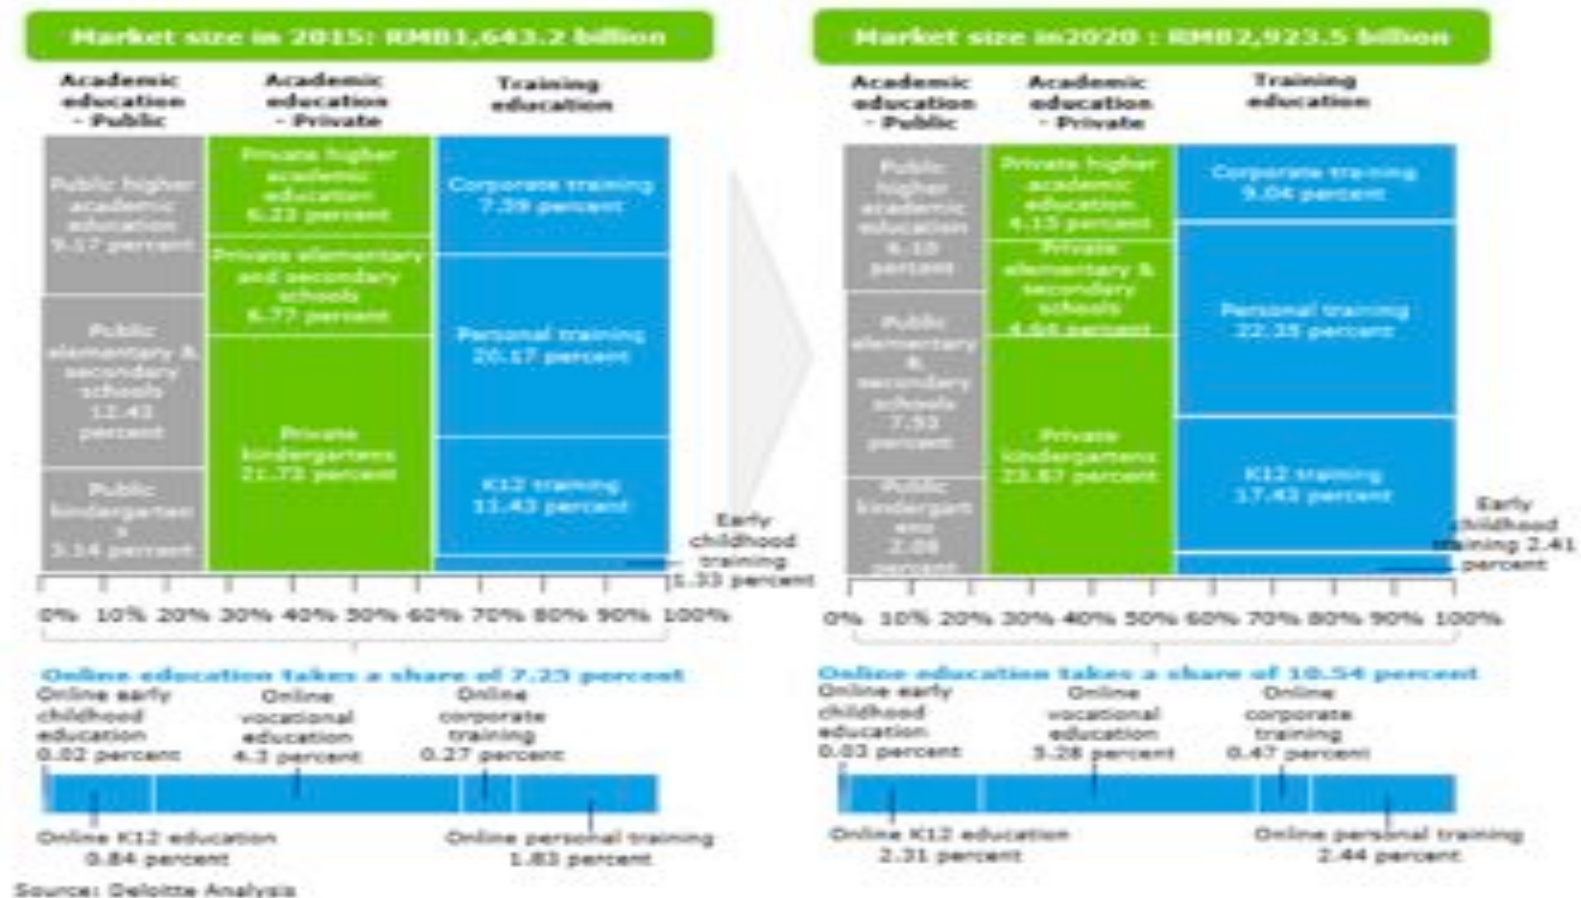 Market size in 2015: RMB1,643.2 billion
Academic
education
- Public
Academic
education
- Private
Training
education
Public higher
academic
education
9.17 percent
Public
elementary &
secondary
schools
12.43
percent
Public
kindergarten
s
3.14 percent
Private higher
academic
education
6.23 percent
Private elementary
and secondary
schools
6.77 percent
Private
kindergartens
21.73 percent
Corporate training
Personal training
20.17 percent
K12 training
11.43 percent
Early
childhood
training
1.33 percent
0% 10% 20% 30% 40% 50% 60% 70% 80% 90% 100%
Online education takes a share of 7.25 percent
Online early
childhood
education
0.02 percent
Online
vocational
education
4.3 percent
Online
corporate
training
0.27 percent
Online K12 education
0.84 percent
Online personal training
1.83 percent
Market size in2020 : RMB2,923.5 billion
Academic
education
- Public
Academic
education
- Private
Training
education
Public
higher
academic
education
percent
Public
elementary
&
secondary
schools
7.53
percent
Public
kindergart
ens
percent
Private higher
academic
education
4.15 percent
Private
elementary &
secondary
schools
4.64 percent
Private
kindergartens
23.87 percent
Corporate training
9.04 percent
Personal training
22.35 percent
K12 training
17.43 percent
Early
childhood
training 2.41
percent
0% 10% 20% 30% 40% 50% 60% 70% 80% 90% 100%
Online education takes a share of 10.54 percent
Online early
childhood
education
0.03 percent
Online
vocational
education
5.28 percent
Online
corporate
training
0.47 percent
Online K12 education
2.31 percent
Online personal training
2.44 percent
Source: Deloitte Analysis